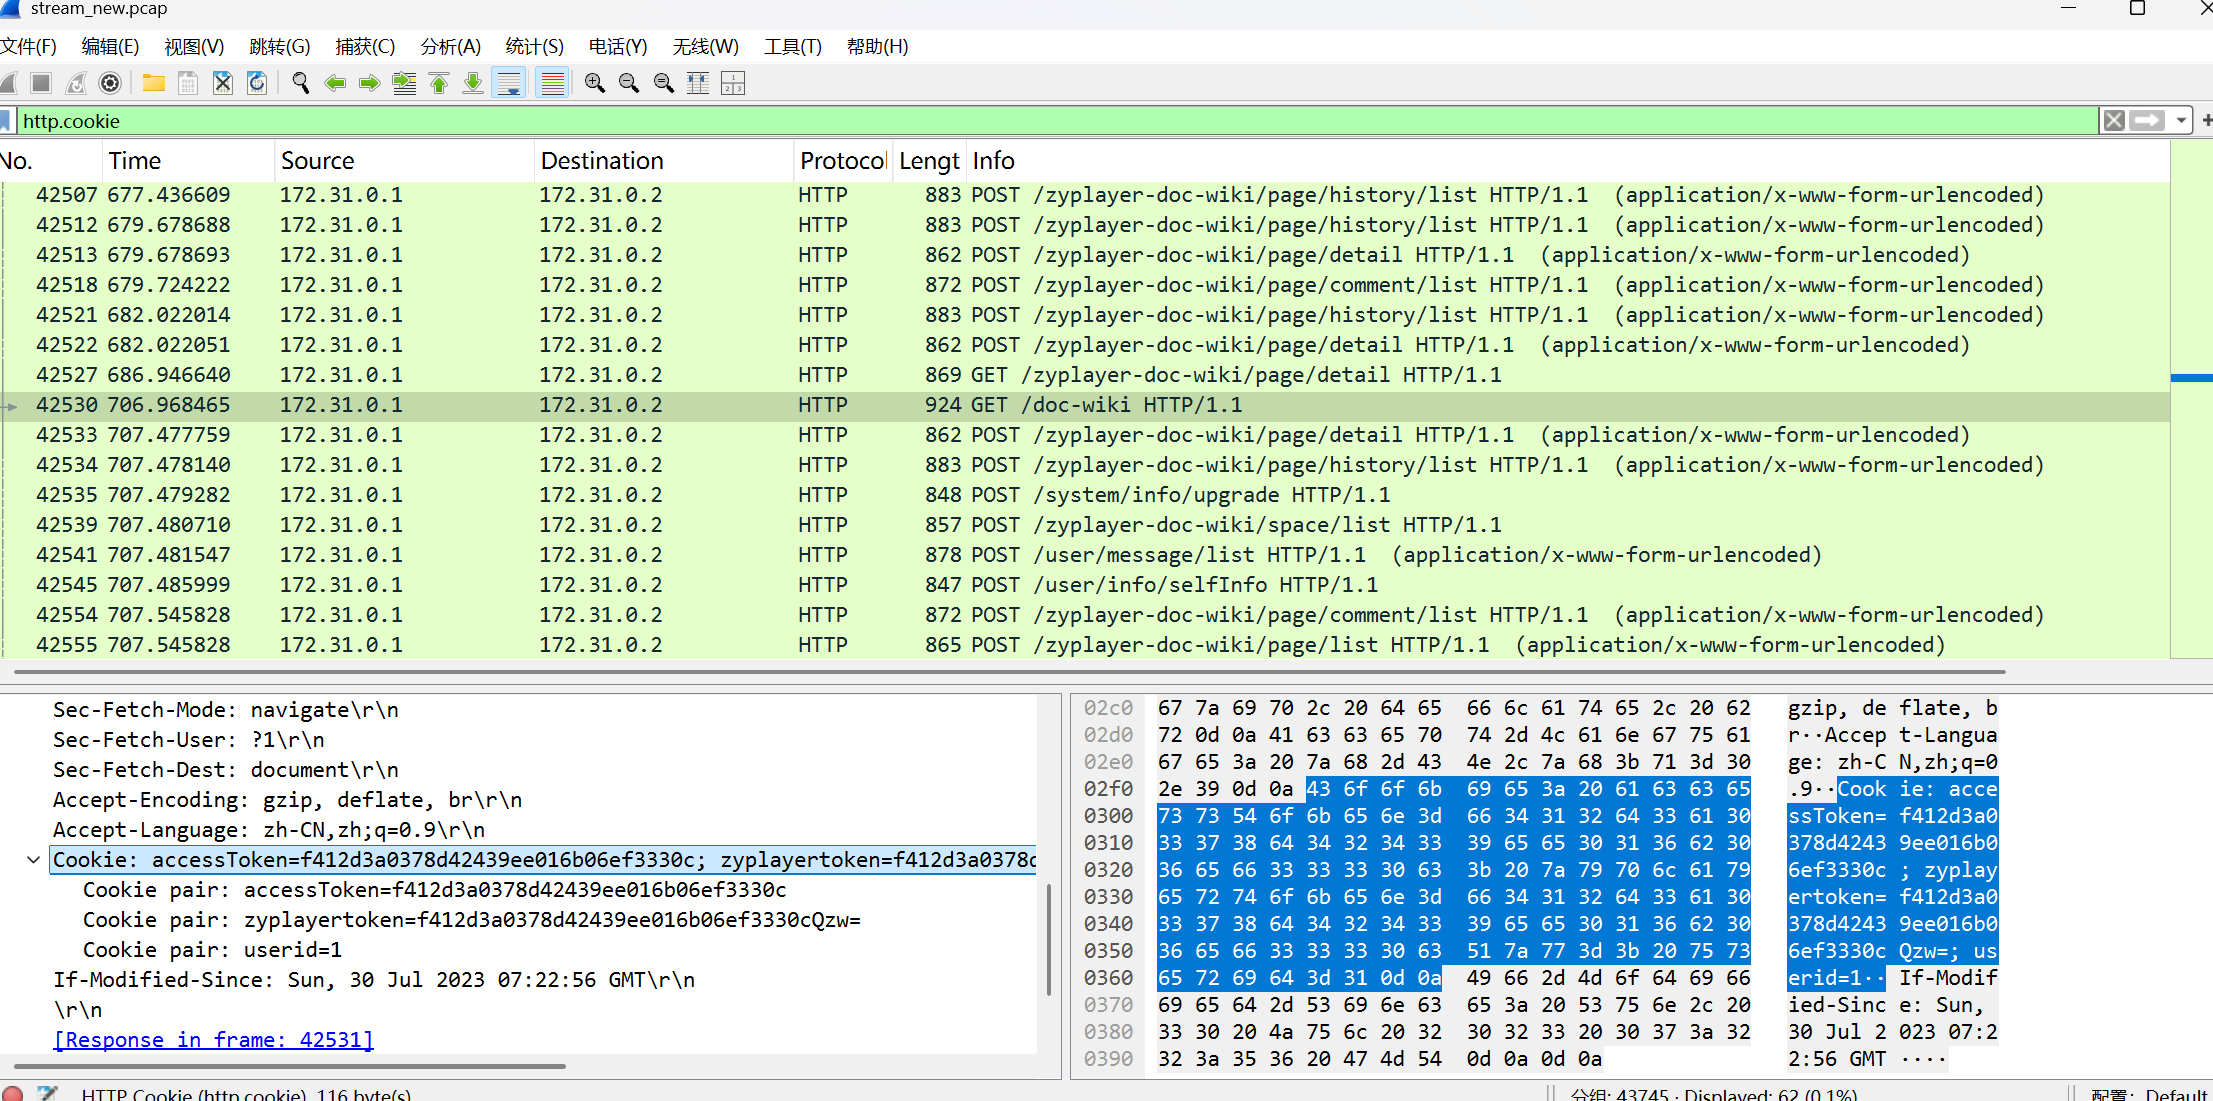 stream_new.pcap
文件(F) 编辑(E) 视图(V) 跳转(G) 捕获(C) 分析(A) 统计(S) 电话(Y) 无线(W) 工具(T) 帮助(H)
http.cookie
No. Time Source Destination Protocol Lengt Info
42507 677.436609 172.31.0.1 172.31.0.2 HTTP 883 POST /zyplayer-doc-wiki/page/history/list HTTP/1.1 (application/x-www-form-urlencoded)
42512 679.678688 172.31.0.1 172.31.0.2 HTTP 883 POST /zyplayer-doc-wiki/page/history/list HTTP/1.1 (application/x-www-form-urlencoded)
42513 679.678693 172.31.0.1 172.31.0.2 HTTP 862 POST /zyplayer-doc-wiki/page/detail HTTP/1.1 (application/x-www-form-urlencoded)
42518 679.724222 172.31.0.1 172.31.0.2 HTTP 872 POST /zyplayer-doc-wiki/page/comment/list HTTP/1.1 (application/x-www-form-urlencoded)
42521 682.022014 172.31.0.1 172.31.0.2 HTTP 883 POST /zyplayer-doc-wiki/page/history/list HTTP/1.1 (application/x-www-form-urlencoded)
42522 682.022051 172.31.0.1 172.31.0.2 HTTP 862 POST /zyplayer-doc-wiki/page/detail HTTP/1.1 (application/x-www-form-urlencoded)
42527 686.946640 172.31.0.1 172.31.0.2 HTTP 869 GET /zyplayer-doc-wiki/page/detail HTTP/1.1
42530 706.968465 172.31.0.1 172.31.0.2 HTTP 924 GET /doc-wiki HTTP/1.1
42533 707.477759 172.31.0.1 172.31.0.2 HTTP 862 POST /zyplayer-doc-wiki/page/detail HTTP/1.1 (application/x-www-form-urlencoded)
42534 707.478140 172.31.0.1 172.31.0.2 HTTP 883 POST /zyplayer-doc-wiki/page/history/list HTTP/1.1 (application/x-www-form-urlencoded)
42535 707.479282 172.31.0.1 172.31.0.2 HTTP 848 POST /system/info/upgrade HTTP/1.1
42539 707.480710 172.31.0.1 172.31.0.2 HTTP 857 POST /zyplayer-doc-wiki/space/list HTTP/1.1
42541 707.481547 172.31.0.1 172.31.0.2 HTTP 878 POST /user/message/list HTTP/1.1 (application/x-www-form-urlencoded)
42545 707.485999 172.31.0.1 172.31.0.2 HTTP 847 POST /user/info/selfInfo HTTP/1.1
42554 707.545828 172.31.0.1 172.31.0.2 HTTP 872 POST /zyplayer-doc-wiki/page/comment/list HTTP/1.1 (application/x-www-form-urlencoded)
42555 707.545828 172.31.0.1 172.31.0.2 HTTP 865 POST /zyplayer-doc-wiki/page/list HTTP/1.1 (application/x-www-form-urlencoded)
Sec-Fetch-Mode: navigate\r\n
Sec-Fetch-User: ?1\r\n
Sec-Fetch-Dest: document\r\n
Accept-Encoding: gzip, deflate, br\r\n
Accept-Language: zh-CN,zh;q=0.9\r\n
Cookie: accessToken=f412d3a0378d42439ee016b06ef3330c; zyplayertoken=f412d3a0378d
Cookie pair: accessToken=f412d3a0378d42439ee016b06ef3330c
Cookie pair: zyplayertoken=f412d3a0378d42439ee016b06ef3330cQzw=
Cookie pair: userid=1
If-Modified-Since: Sun, 30 Jul 2023 07:22:56 GMT\r\n
\r\n
[Response in frame: 42531]
02c0 67 7a 69 70 2c 20 64 65 66 6c 61 74 65 2c 20 62 gzip, de flate, b
02d0 72 0d 0a 41 63 63 65 70 74 2d 4c 61 6e 67 75 61 r··Accep t-Langua
02e0 67 65 3a 20 7a 68 2d 43 4e 2c 7a 68 3b 71 3d 30 ge: zh-C N,zh;q=0
02f0 2e 39 0d 0a 43 6f 6f 6b 69 65 3a 20 61 63 63 65 .9··Cook ie: acce
0300 73 73 54 6f 6b 65 6e 3d 66 34 31 32 64 33 61 30 ssToken= f412d3a0
0310 33 37 38 64 34 32 34 33 39 65 65 30 31 36 62 30 378d4243 9ee016b0
0320 36 65 66 33 33 33 30 63 3b 20 7a 79 70 6c 61 79 6ef3330c ; zyplay
0330 65 72 74 6f 6b 65 6e 3d 66 34 31 32 64 33 61 30 ertoken= f412d3a0
0340 33 37 38 64 34 32 34 33 39 65 65 30 31 36 62 30 378d4243 9ee016b0
0350 36 65 66 33 33 33 30 63 51 7a 77 3d 3b 20 75 73 6ef3330c Qzw=; us
0360 65 72 69 64 3d 31 0d 0a 49 66 2d 4d 6f 64 69 66 erid=1·· If-Modif
0370 69 65 64 2d 53 69 6e 63 65 3a 20 53 75 6e 2c 20 ied-Sinc e: Sun,
0380 33 30 20 4a 75 6c 20 32 30 32 33 20 30 37 3a 32 30 Jul 2 023 07:2
0390 32 3a 35 36 20 47 4d 54 0d 0a 0d 0a 2:56 GMT ····
HTTP Cookie (http.cookie), 116 byte(s) 分组: 43745 · Displayed: 62 (0.1%) 配置: Default